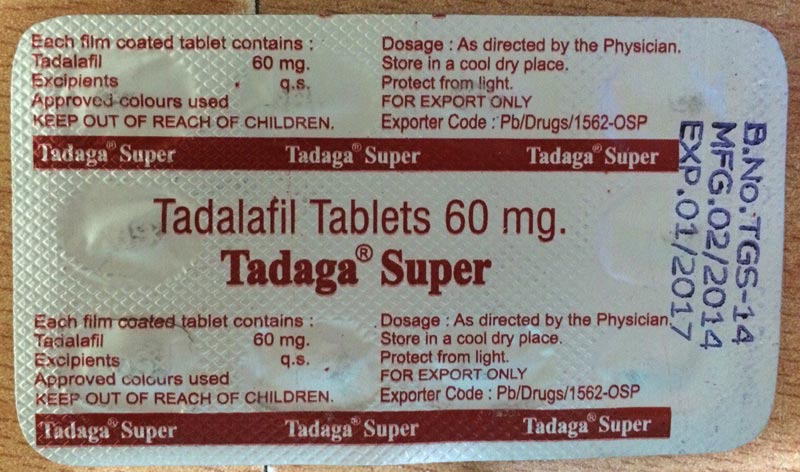 Each film coated tablet contains :
Tadalafil 60 mg.
Excipients q.s.
Approved colours used
KEEP OUT OF REACH OF CHILDREN.
Dosage : As directed by the Physician.
Store in a cool dry place.
Protect from light.
FOR EXPORT ONLY
Exporter Code : Pb/Drugs/1562-OSP
Tadaga® Super Tadaga® Super Tadaga® Super
Tadalafil Tablets 60 mg.
Tadaga® Super
Each film coated tablet contains :
Tadalafil 60 mg.
Excipients q.s.
Approved colours used
KEEP OUT OF REACH OF CHILDREN.
Dosage : As directed by the Physician.
Store in a cool dry place.
Protect from light.
FOR EXPORT ONLY
Exporter Code : Pb/Drugs/1562-OSP
Tadaga® Super Tadaga® Super Tadaga® Super
B.No.TGS-14
MFG.02/2014
EXP.01/2017